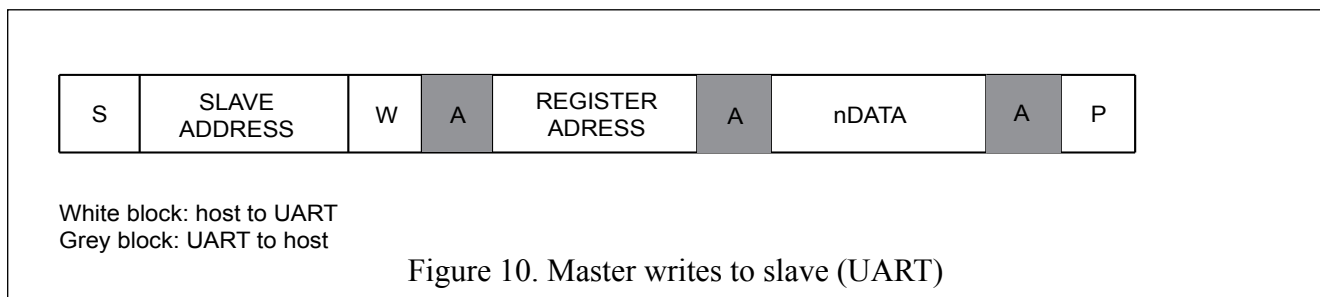 S SLAVE ADDRESS W A REGISTER ADRESS A nDATA A P
White block: host to UART
Grey block: UART to host
Figure 10. Master writes to slave (UART)